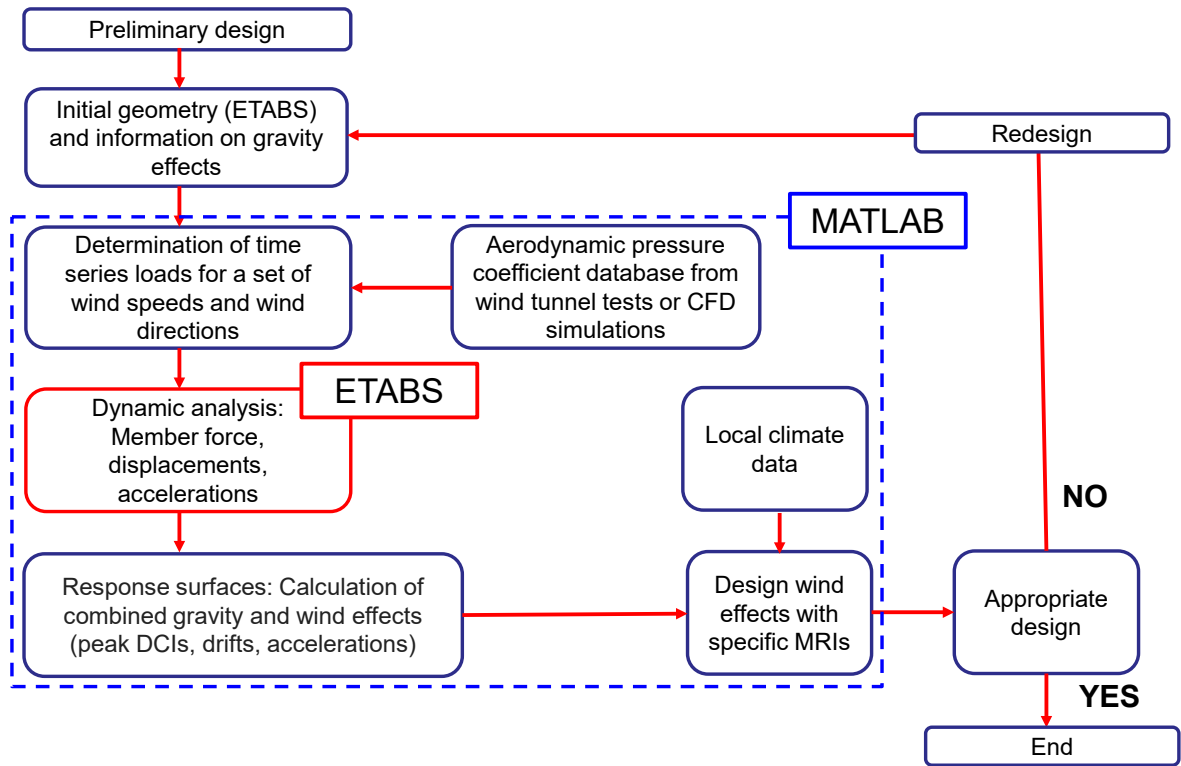 Preliminary design
Initial geometry (ETABS)
and information on gravity
effects
Redesign
MATLAB
Determination of time
series loads for a set of
wind speeds and wind
directions
Aerodynamic pressure
coefficient database from
wind tunnel tests or CFD
simulations
ETABS
Dynamic analysis:
Member force,
displacements,
accelerations
Local climate
data
NO
Response surfaces: Calculation of
combined gravity and wind effects
(peak DCIs, drifts, accelerations)
Design wind
effects with
specific MRIs
Appropriate
design
YES
End